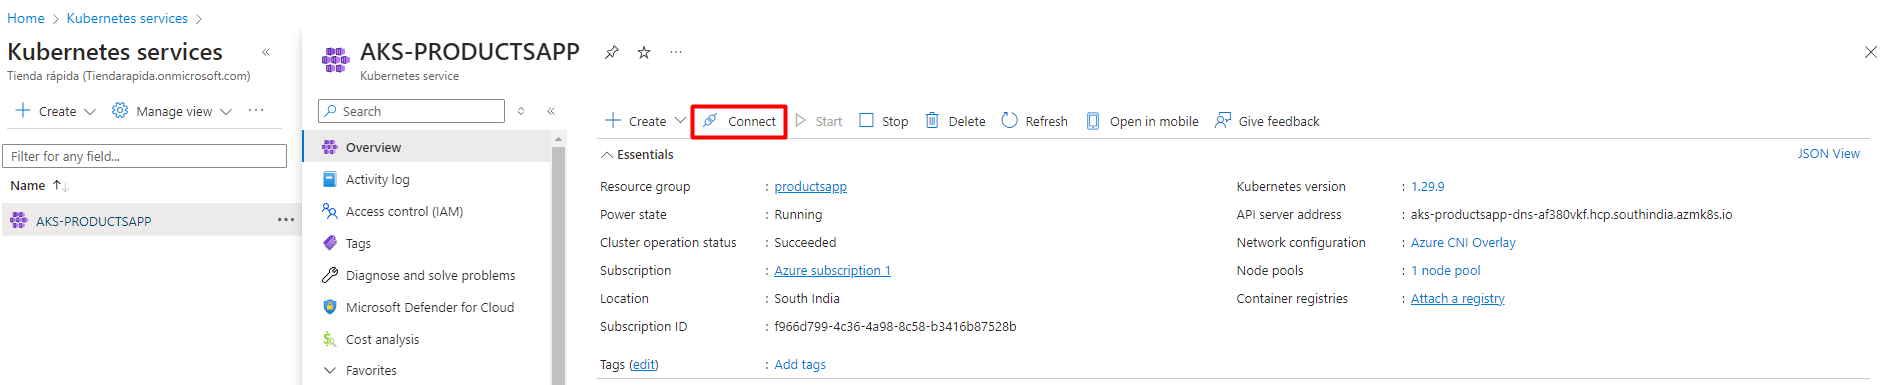 Home > Kubernetes services >
Kubernetes services «
Tienda rápida (Tiendarapida.onmicrosoft.com)
+ Create Manage view ...
Filter for any field...
Name ↑↓
AKS-PRODUCTSAPP ...
AKS-PRODUCTSAPP ...
Kubernetes service
Search «
Overview
Activity log
Access control (IAM)
Tags
Diagnose and solve problems
Microsoft Defender for Cloud
Cost analysis
Favorites
+ Create Connect Start Stop Delete Refresh Open in mobile Give feedback
Essentials JSON View
Resource group : productsapp
Power state : Running
Cluster operation status : Succeeded
Subscription : Azure subscription 1
Location : South India
Subscription ID : f966d799-4c36-4a98-8c58-b3416b87528b
Kubernetes version : 1.29.9
API server address : aks-productsapp-dns-af380vkf.hcp.southindia.azmk8s.io
Network configuration : Azure CNI Overlay
Node pools : 1 node pool
Container registries : Attach a registry
Tags (edit) : Add tags